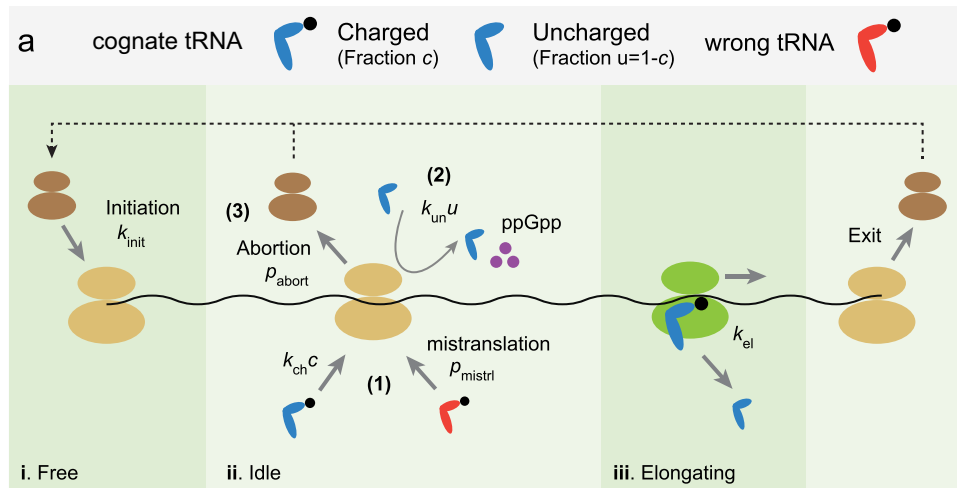 a
cognate tRNA
Charged
(Fraction c)
Uncharged
(Fraction u=1-c)
wrong tRNA
Initiation
k_init
(3)
Abortion
p_abort
(2)
k_un u
ppGpp
k_ch c
(1)
mistranslation
p_mistrl
k_el
Exit
i. Free
ii. Idle
iii. Elongating